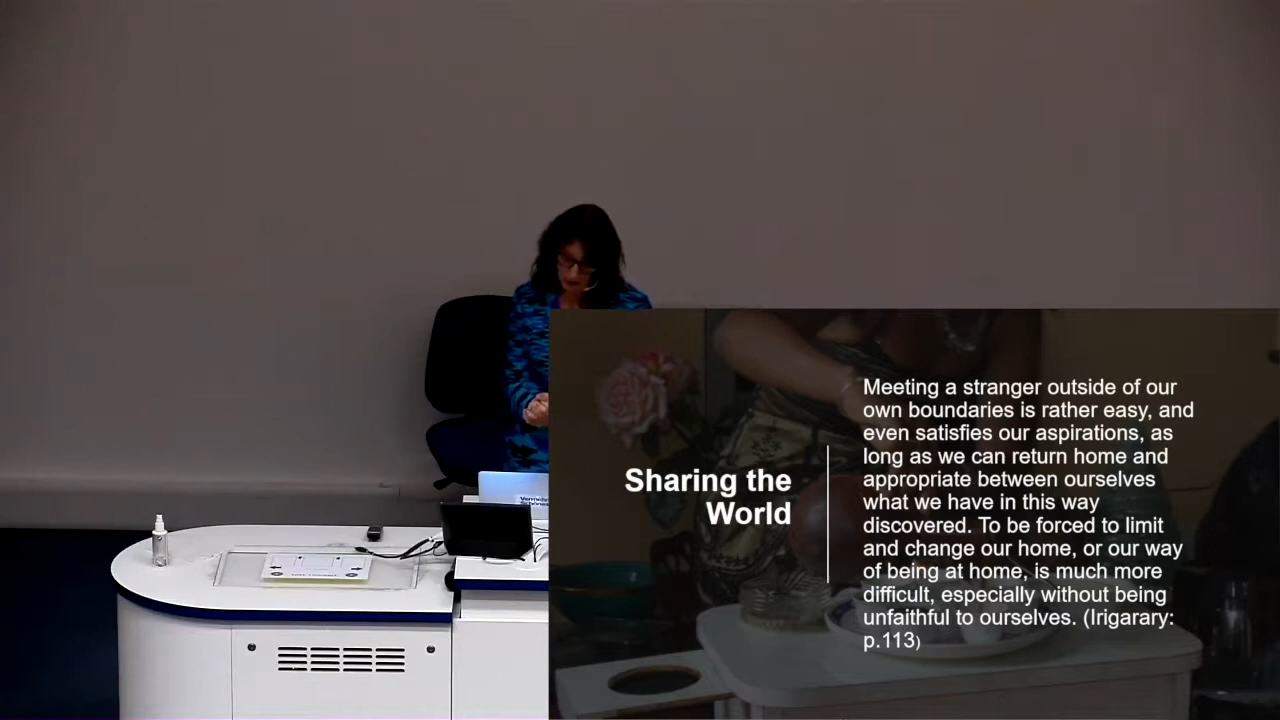 Sharing the
World
Meeting a stranger outside of our
own boundaries is rather easy, and
even satisfies our aspirations, as
long as we can return home and
appropriate between ourselves
what we have in this way
discovered. To be forced to limit
and change our home, or our way
of being at home, is much more
difficult, especially without being
unfaithful to ourselves. (Irigarary:
p.113)